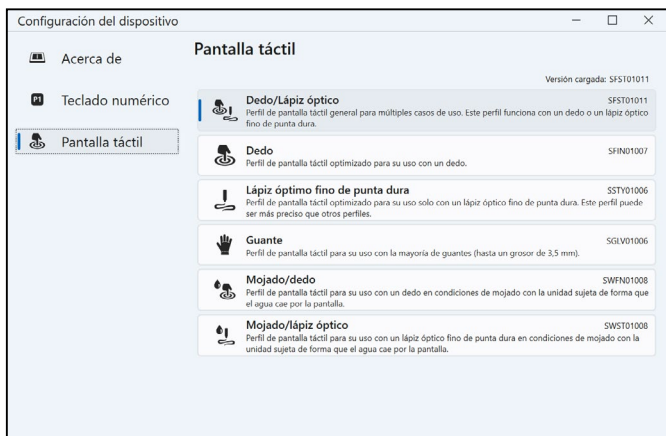 Configuración del dispositivo
Acerca de
P1 Teclado numérico
Pantalla táctil
Pantalla táctil
Versión cargada: SFST01011
Dedo/Lápiz óptico SFST01011
Perfil de pantalla táctil general para múltiples casos de uso. Este perfil funciona con un dedo o un lápiz óptico
fino de punta dura.
Dedo SFIN01007
Perfil de pantalla táctil optimizado para su uso con un dedo.
Lápiz óptimo fino de punta dura SSTY01006
Perfil de pantalla táctil optimizado para su uso solo con un lápiz óptico fino de punta dura. Este perfil puede
ser más preciso que otros perfiles.
Guante SGLV01006
Perfil de pantalla táctil para su uso con la mayoría de guantes (hasta un grosor de 3,5 mm).
Mojado/dedo SWFN01008
Perfil de pantalla táctil para su uso con un dedo en condiciones de mojado con la unidad sujeta de forma que
el agua cae por la pantalla.
Mojado/lápiz óptico SWST01008
Perfil de pantalla táctil para su uso con un lápiz óptico fino de punta dura en condiciones de mojado con la
unidad sujeta de forma que el agua cae por la pantalla.